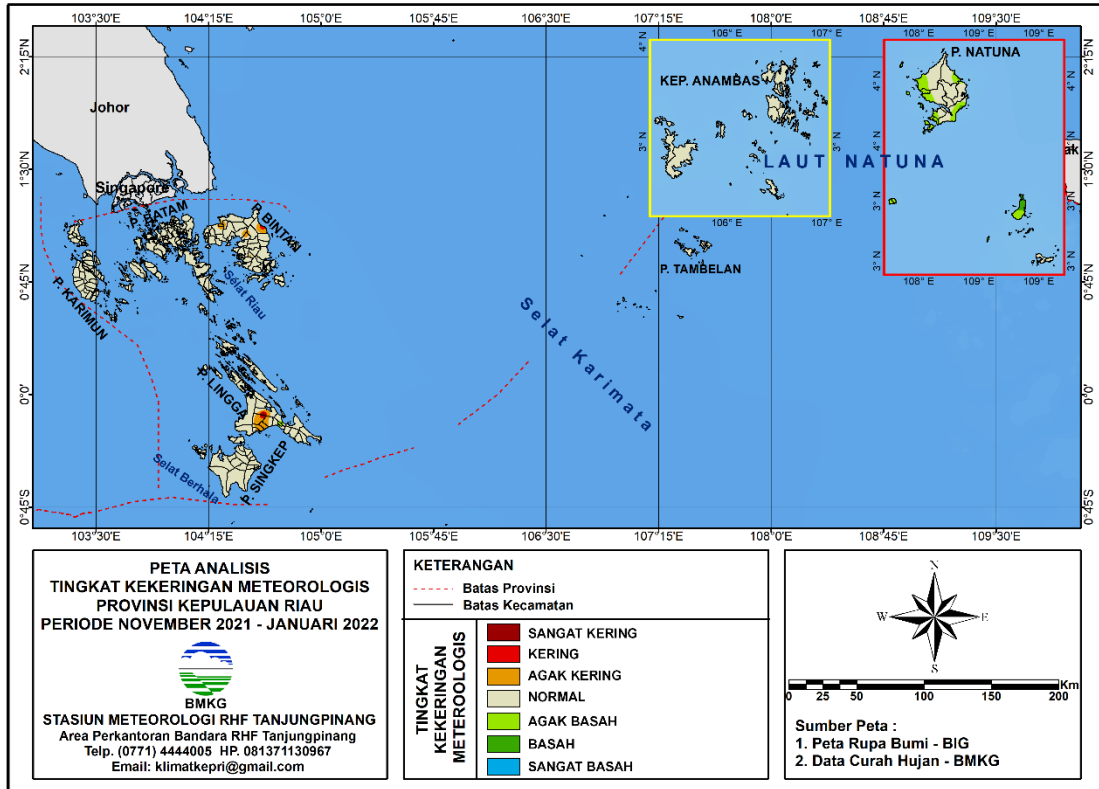 103°30'E 104°15'E 105°0'E 105°45'E 106°30'E 107°15'E 108°0'E 108°45'E 109°30'E
2°15'N
1°30'N
0°45'N
0°0'
0°45'S
2°15'N
1°30'N
0°45'N
0°0'
0°45'S
Johor
Singapore
P. BATAM
P. BINTAN
P. KARIMUN
Selat Riau
P. LINGGA
Selat Berhala
P. SINGKEP
Selat Karimata
P. TAMBELAN
LAUT NATUNA
ak
106° E 107° E
4° N
3° N
KEP. ANAMBAS
3° N
106° E 107° E
108° E 109° E 109° E
P. NATUNA
4° N
4° N
3° N
3° N
4° N
4° N
3° N
3° N
108° E 109° E 109° E
103°30'E 104°15'E 105°0'E 105°45'E 106°30'E 107°15'E 108°0'E 108°45'E 109°30'E
PETA ANALISIS
TINGKAT KEKERINGAN METEOROLOGIS
PROVINSI KEPULAUAN RIAU
PERIODE NOVEMBER 2021 - JANUARI 2022
BMKG
STASIUN METEOROLOGI RHF TANJUNGPINANG
Area Perkantoran Bandara RHF Tanjungpinang
Telp. (0771) 4444005 HP. 081371130967
Email: klimatkepri@gmail.com
KETERANGAN
Batas Provinsi
Batas Kecamatan
TINGKAT
KEKERINGAN
METEROOLOGIS
SANGAT KERING
KERING
AGAK KERING
NORMAL
AGAK BASAH
BASAH
SANGAT BASAH
N
W E
S
0 25 50 100 150 200 Km
Sumber Peta :
1. Peta Rupa Bumi - BIG
2. Data Curah Hujan - BMKG